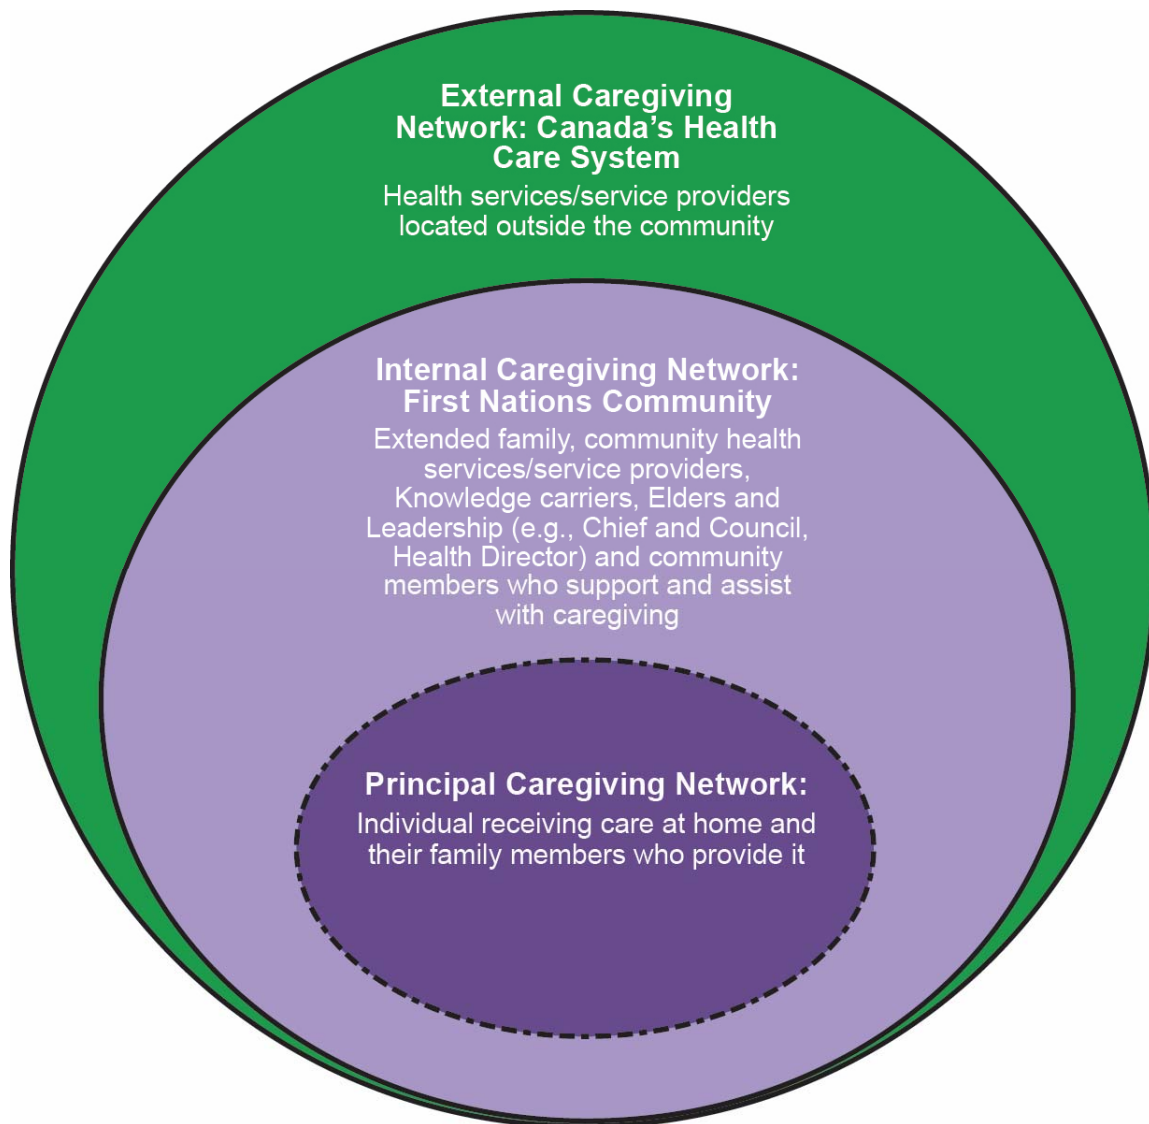 External Caregiving
Network: Canada’s Health
Care System
Health services/service providers
located outside the community
Internal Caregiving Network:
First Nations Community
Extended family, community health
services/service providers,
Knowledge carriers, Elders and
Leadership (e.g., Chief and Council,
Health Director) and community
members who support and assist
with caregiving
Principal Caregiving Network:
Individual receiving care at home and
their family members who provide it